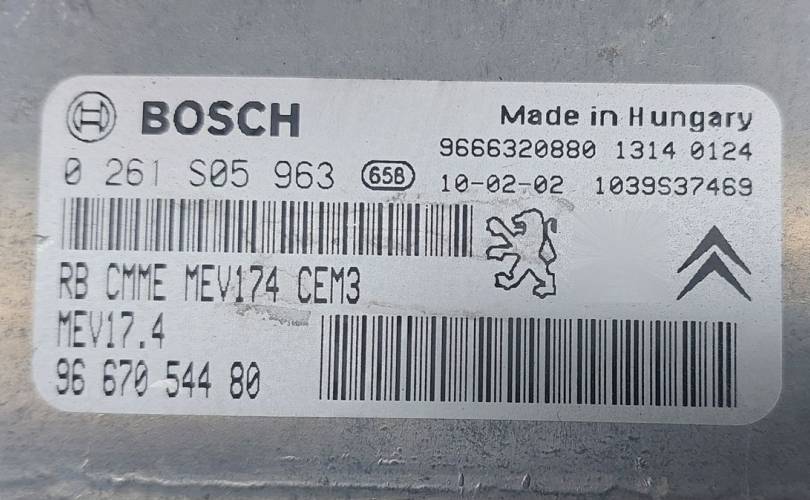 BOSCH
Made in Hungary
9666320880 1314 0124
0 261 S05 963 658
10-02-02 1039S37469
RB CMME MEV174 CEM3
MEV17.4
96 670 544 80